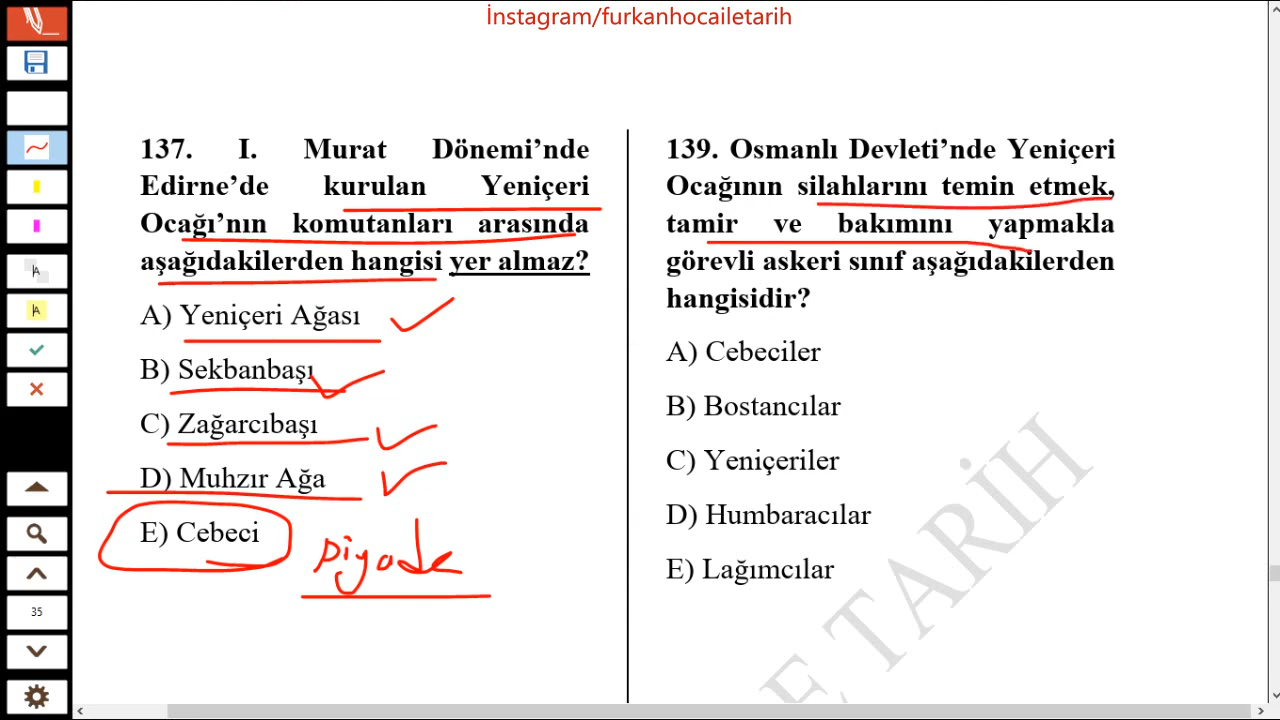 İnstagram/furkanhocailetarih
137. I. Murat Dönemi’nde
Edirne’de kurulan Yeniçeri
Ocağı’nın komutanları arasında
aşağıdakilerden hangisi yer almaz?
A) Yeniçeri Ağası
B) Sekbanbaşı
C) Zağarcıbaşı
D) Muhzır Ağa
E) Cebeci
piyade
139. Osmanlı Devleti’nde Yeniçeri
Ocağının silahlarını temin etmek,
tamir ve bakımını yapmakla
görevli askeri sınıf aşağıdakilerden
hangisidir?
A) Cebeciler
B) Bostancılar
C) Yeniçeriler
D) Humbaracılar
E) Lağımcılar
E TARİH
A
A
35